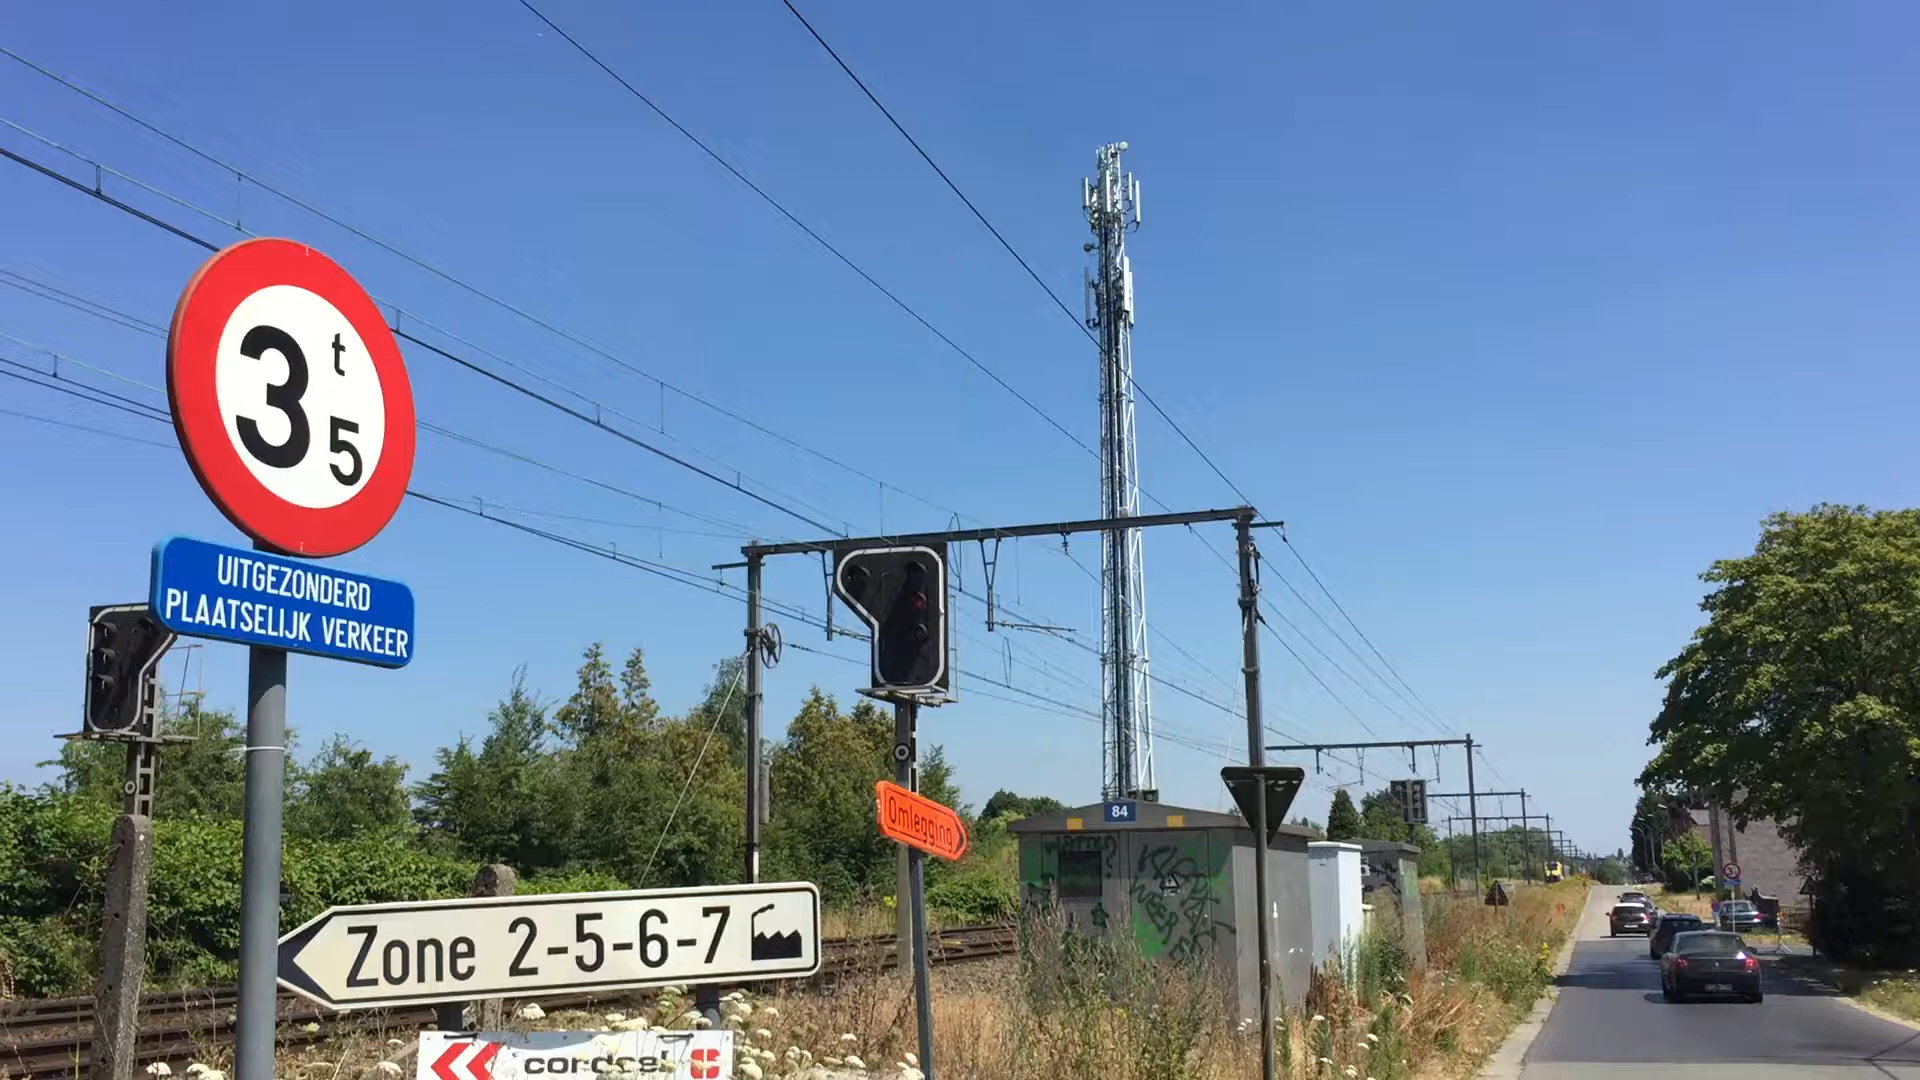 3 t 5
UITGEZONDERD
PLAATSELIJK VERKEER
Omlegging
84
Zone 2-5-6-7